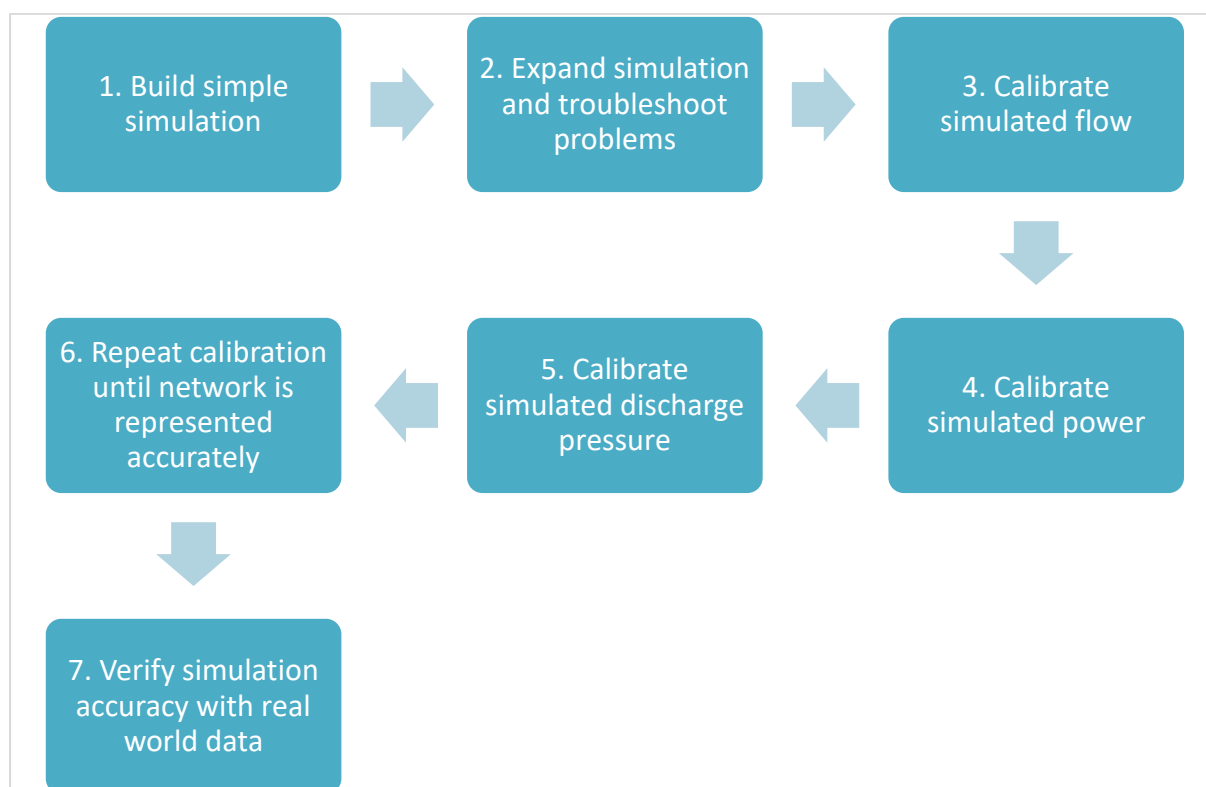 1. Build simple
simulation
2. Expand simulation
and troubleshoot
problems
3. Calibrate
simulated flow
4. Calibrate
simulated power
5. Calibrate
simulated discharge
pressure
6. Repeat calibration
until network is
represented
accurately
7. Verify simulation
accuracy with real
world data